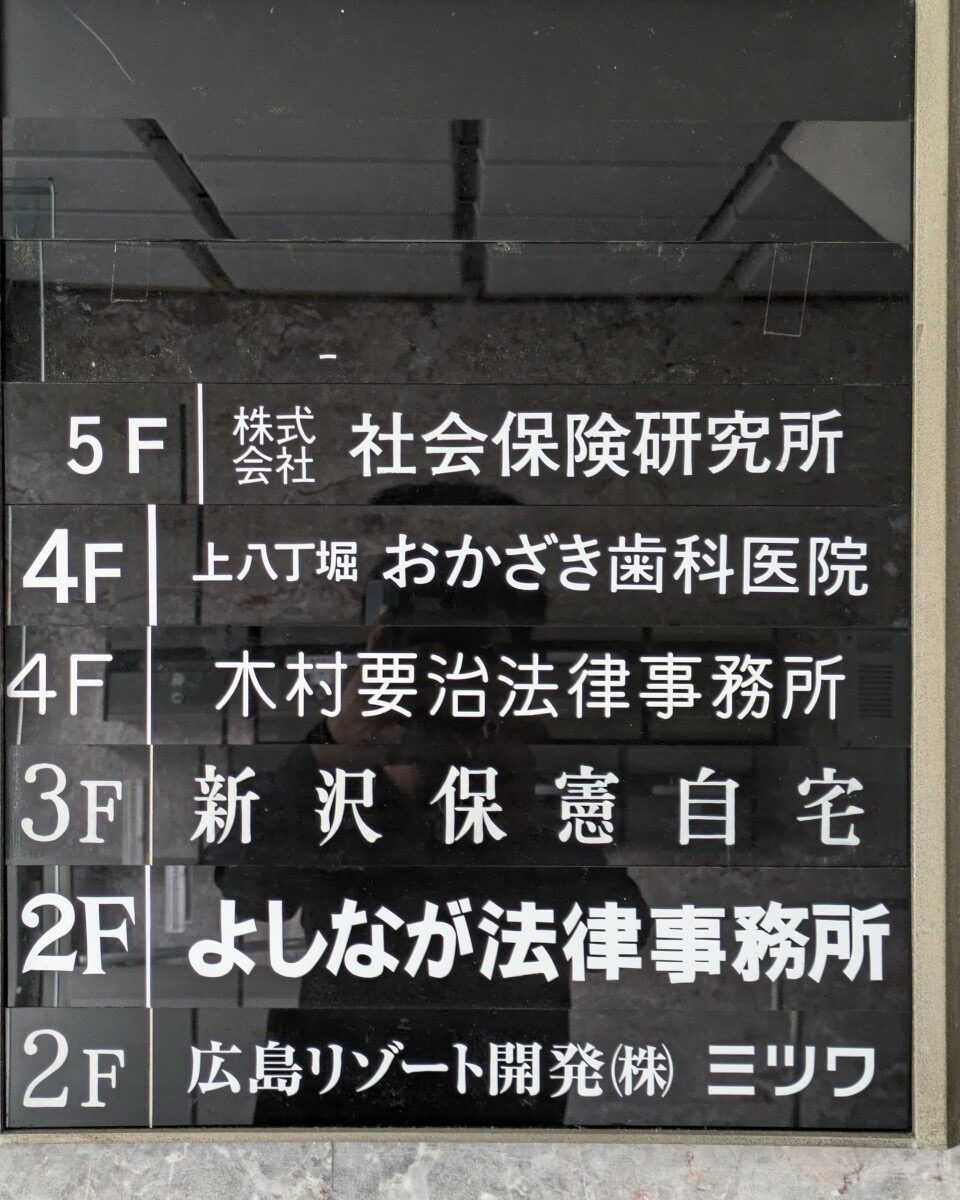 5F 株式会社 社会保険研究所
4F 上八丁堀 おかざき歯科医院
4F 木村要治法律事務所
3F 新沢保憲自宅
2F よしなが法律事務所
2F 広島リゾート開発㈱ ミツワ